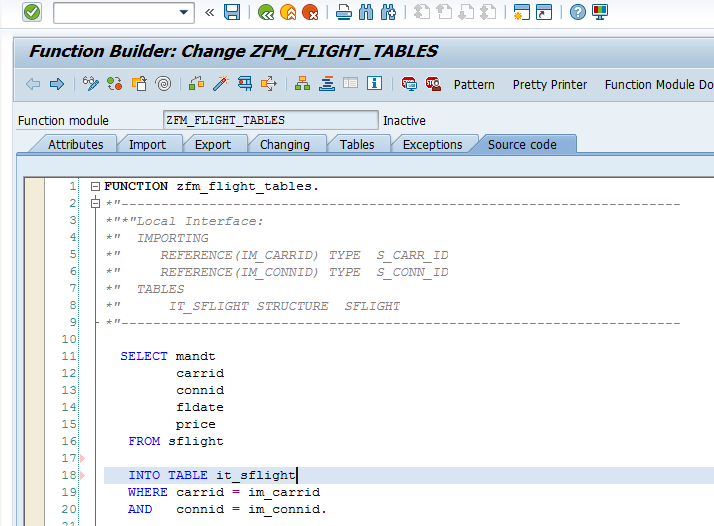 Function Builder: Change ZFM_FLIGHT_TABLES
Pattern Pretty Printer Function Module Do
Function module ZFM_FLIGHT_TABLES Inactive
Attributes Import Export Changing Tables Exceptions Source code
1 FUNCTION zfm_flight_tables.
2 *"----------------------------------------------------------------------
3 *"*"Local Interface:
4 *"  IMPORTING
5 *"     REFERENCE(IM_CARRID) TYPE  S_CARR_ID
6 *"     REFERENCE(IM_CONNID) TYPE  S_CONN_ID
7 *"  TABLES
8 *"      IT_SFLIGHT STRUCTURE  SFLIGHT
9 *"----------------------------------------------------------------------
10
11   SELECT mandt
12          carrid
13          connid
14          fldate
15          price
16    FROM sflight
17
18    INTO TABLE it_sflight
19    WHERE carrid = im_carrid
20    AND   connid = im_connid.
21